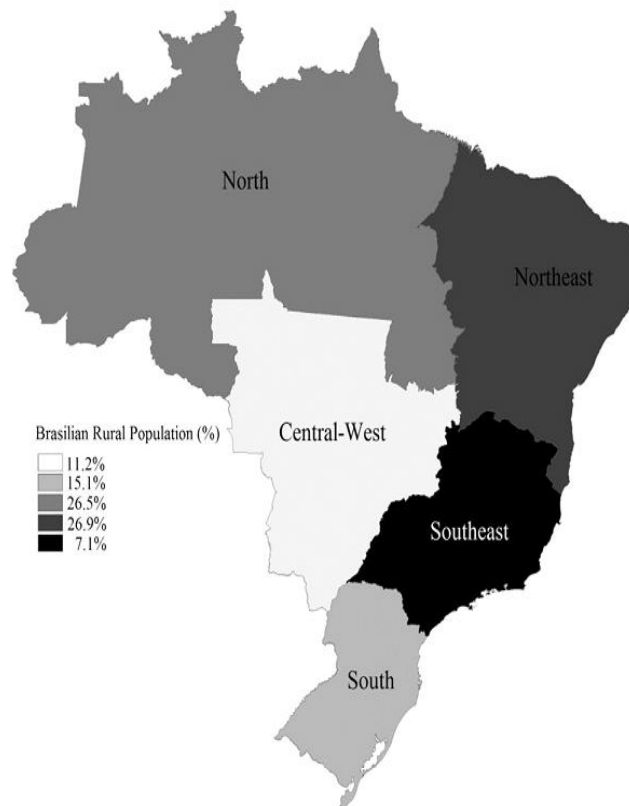 North
Northeast
Central-West
Brasilian Rural Population (%)
11.2%
15.1%
26.5%
26.9%
7.1%
Southeast
South